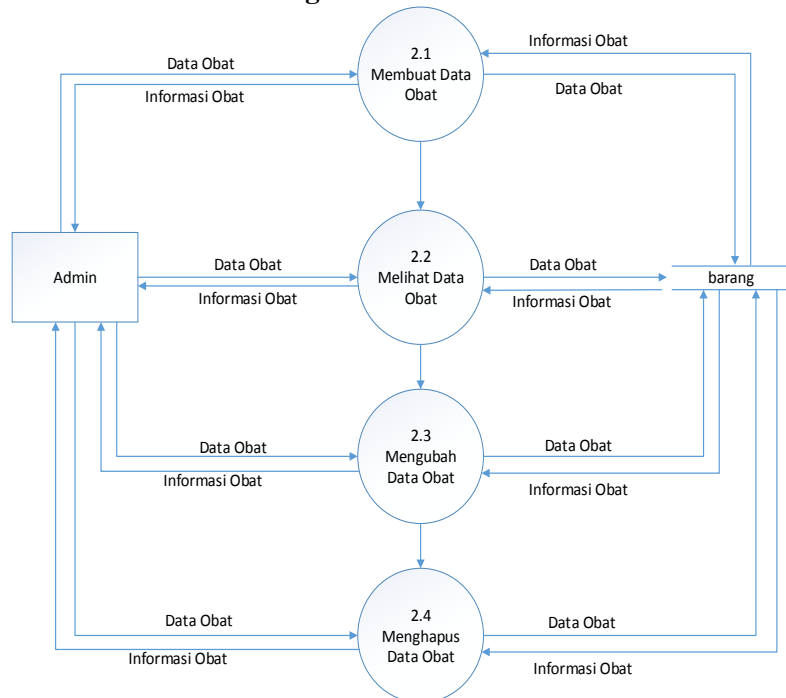 g
Informasi Obat
2.1
Membuat Data
Obat
Data Obat
Informasi Obat
Data Obat
2.2
Melihat Data
Obat
Data Obat
Informasi Obat
Data Obat
Informasi Obat
Admin
barang
2.3
Mengubah
Data Obat
Data Obat
Informasi Obat
Data Obat
Informasi Obat
2.4
Menghapus
Data Obat
Data Obat
Informasi Obat
Data Obat
Informasi Obat